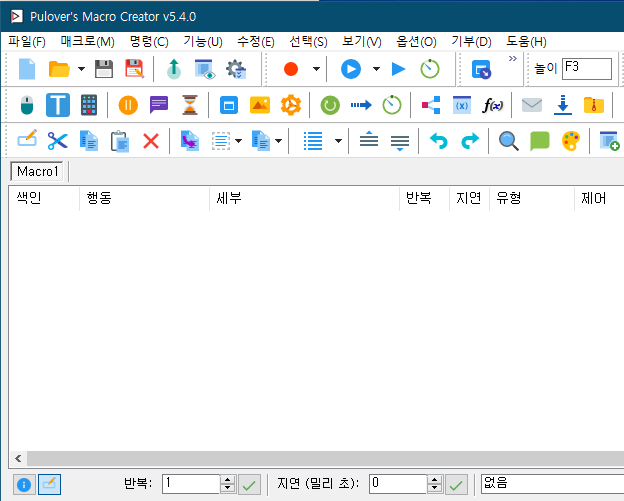 Pulover's Macro Creator v5.4.0
파일(F) 매크로(M) 명령(C) 기능(U) 수정(E) 선택(S) 보기(V) 옵션(O) 기부(D) 도움(H)
놀이 F3
T (x) f(x)
Macro1
색인 행동 세부 반복 지연 유형 제어
반복: 1 지연 (밀리 초): 0 없음